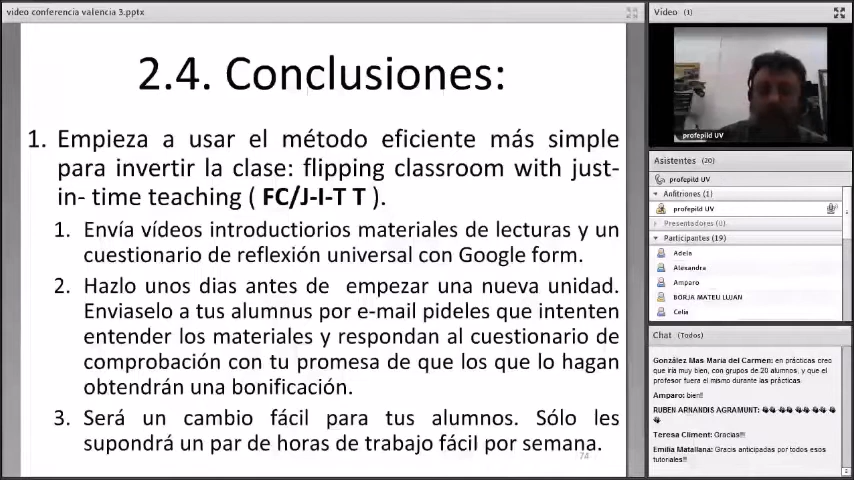 video conferencia valencia 3.pptx
2.4. Conclusiones:
1. Empieza a usar el método eficiente más simple
para invertir la clase: flipping classroom with just-
in- time teaching ( FC/J-I-T T ).
1. Envía vídeos introductiorios materiales de lecturas y un
cuestionario de reflexión universal con Google form.
2. Hazlo unos dias antes de empezar una nueva unidad.
Enviaselo a tus alumnus por e-mail pideles que intenten
entender los materiales y respondan al cuestionario de
comprobación con tu promesa de que los que lo hagan
obtendrán una bonificación.
3. Será un cambio fácil para tus alumnos. Sólo les
supondrá un par de horas de trabajo fácil por semana.
74
Vídeo (1)
profepild UV
Asistentes (20)
profepild UV
Anfitriones (1)
profepild UV
Presentadores (0)
Participantes (19)
Adela
Alexandra
Amparo
BORJA MATEU LUJAN
Celia
Chat (Todos)
González Mas Maria del Carmen: en prácticas creo
que iría muy bien, con grupos de 20 alumnos, y que el
profesor fuera el mismo durante las prácticas.
Amparo: bien!!
RUBEN ARNANDIS AGRAMUNT:
Teresa Climent: Gracias!!!
Emilia Matallana: Gracis anticipadas por todos esos
tutoriales!!!